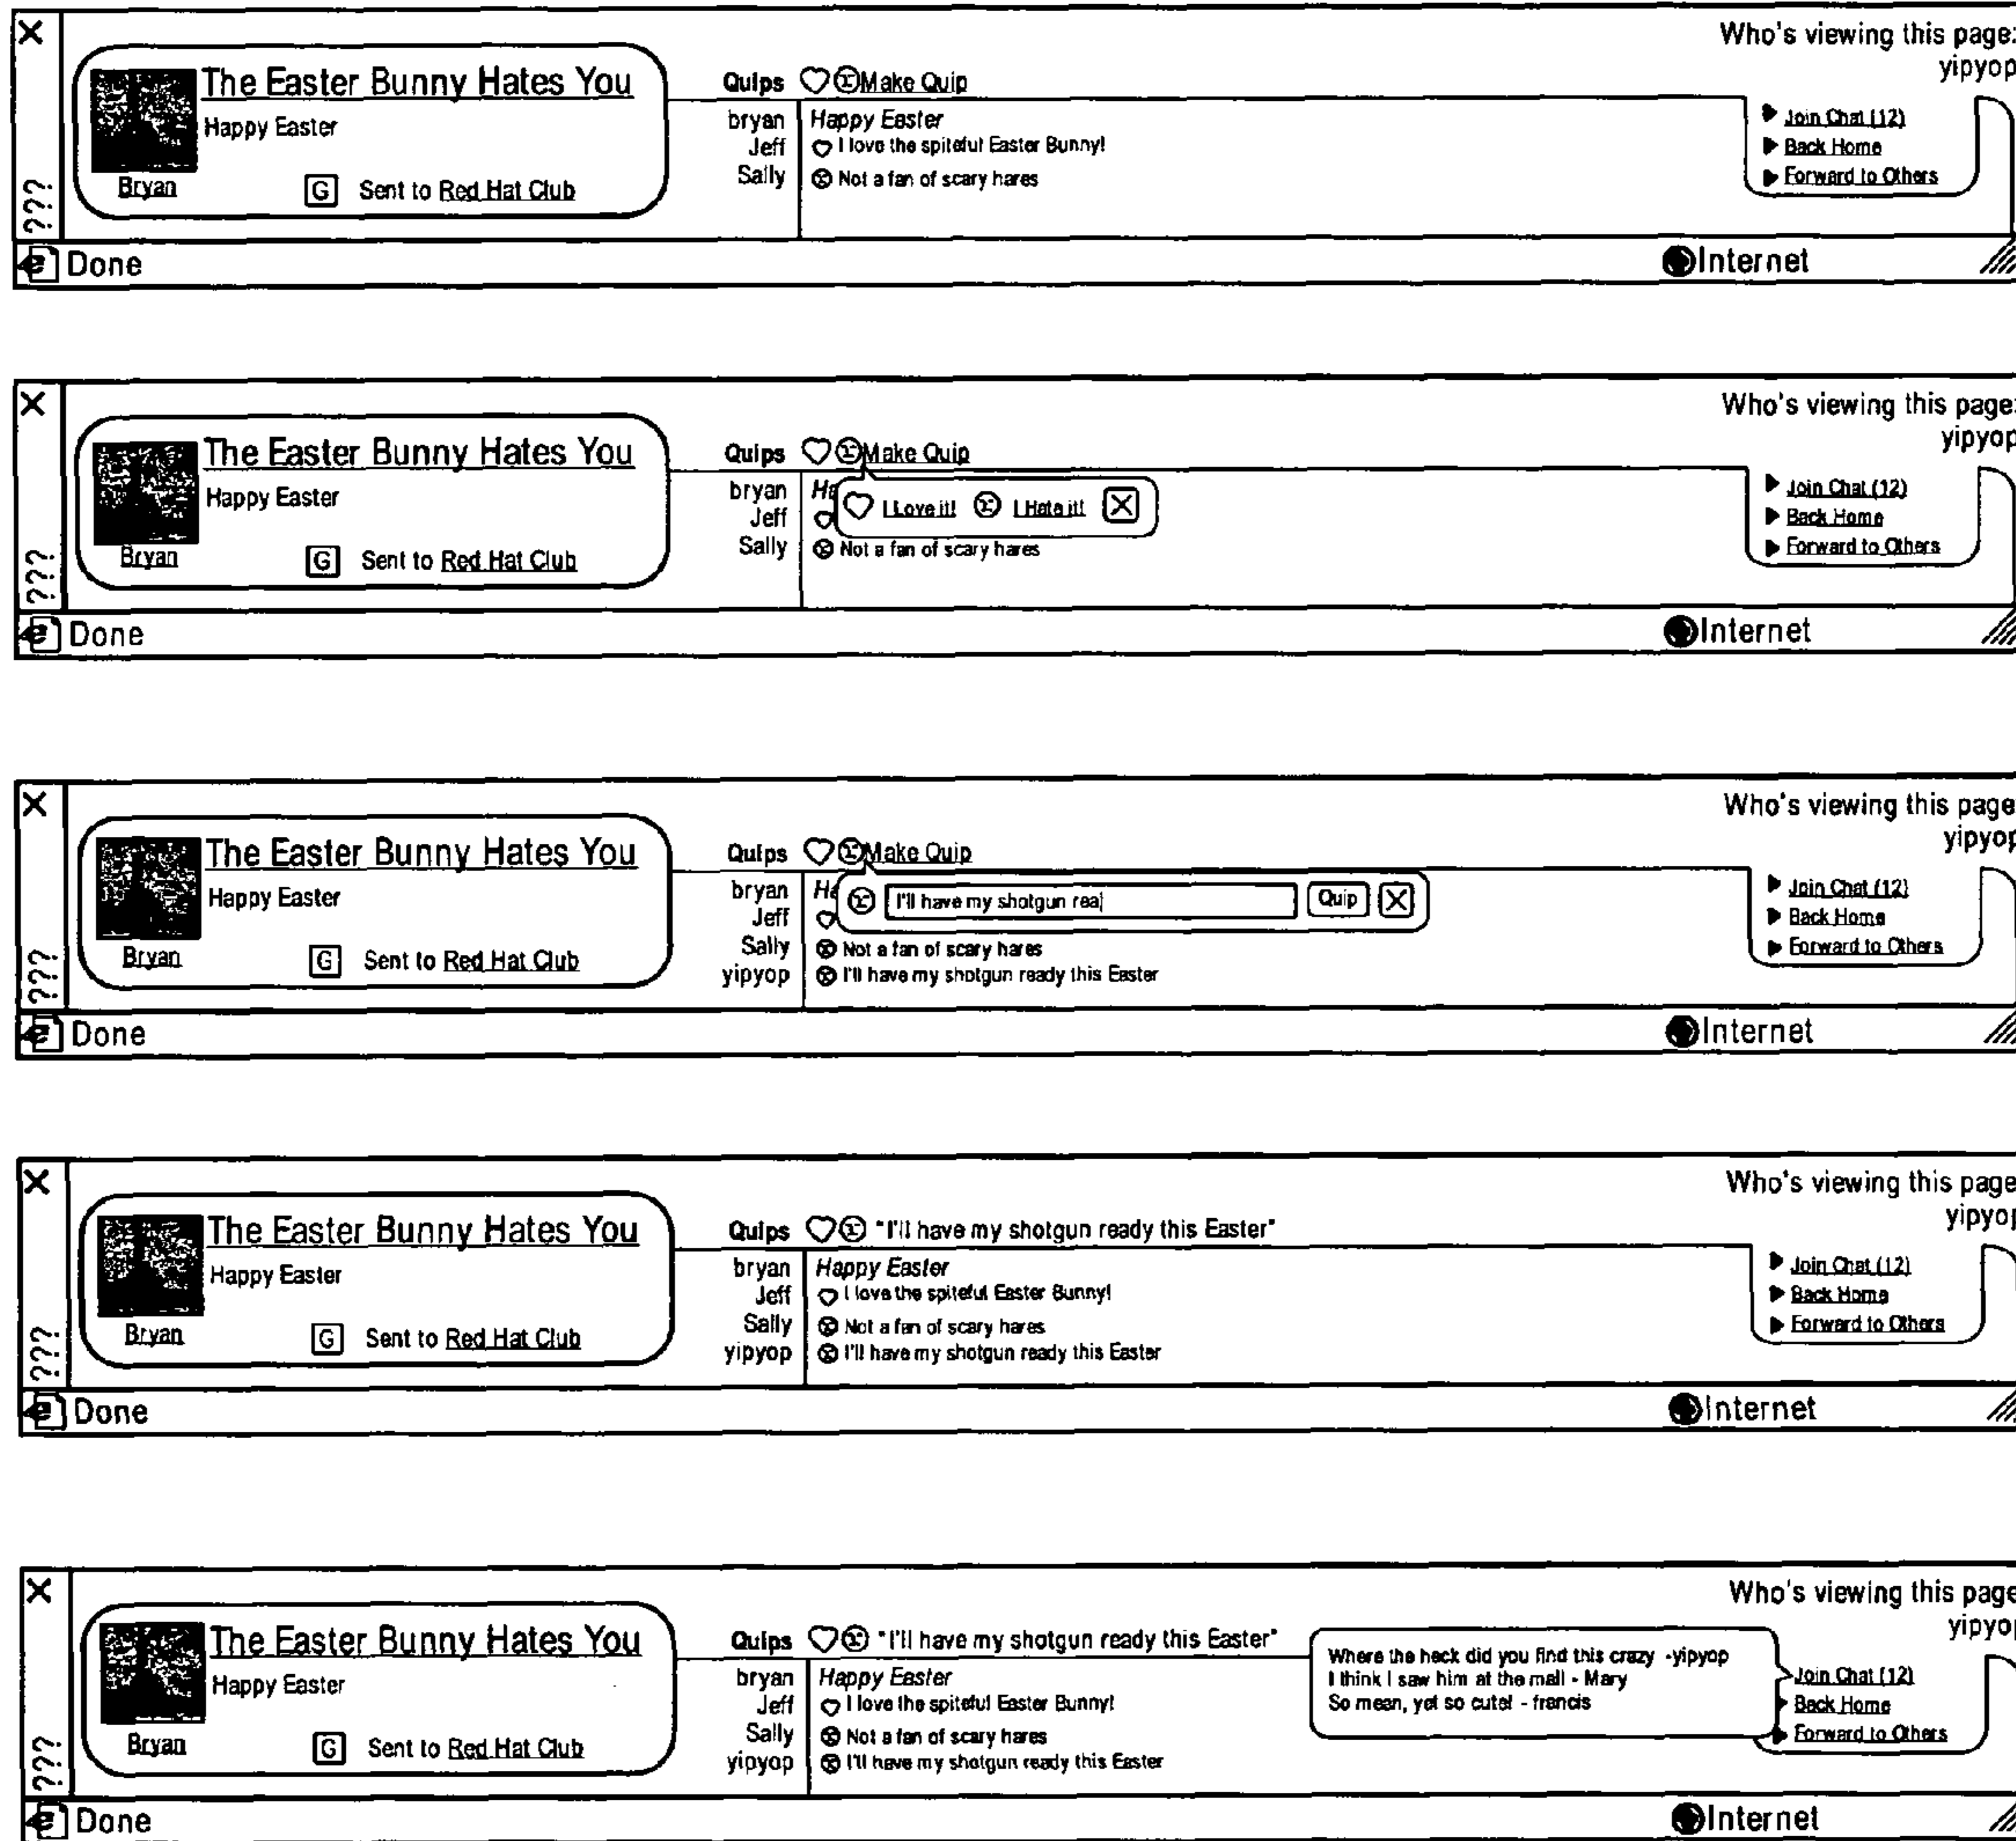 Who's viewing this page:
yipyop
The Easter Bunny Hates You
Happy Easter
Bryan
G Sent to Red Hat Club
???
Quips Make Quip
bryan Happy Easter
Jeff I love the spiteful Easter Bunny!
Sally Not a fan of scary hares
Join Chat (12)
Back Home
Forward to Others
Done Internet
Who's viewing this page:
yipyop
The Easter Bunny Hates You
Happy Easter
Bryan
G Sent to Red Hat Club
???
Quips Make Quip
bryan Ha
I Love it! I Hate it!
Jeff
Sally Not a fan of scary hares
Join Chat (12)
Back Home
Forward to Others
Done Internet
Who's viewing this page
yipyop
The Easter Bunny Hates You
Happy Easter
Bryan
G Sent to Red Hat Club
???
Quips Make Quip
bryan Ha
I'll have my shotgun rea Quip
Jeff
Sally Not a fan of scary hares
yipyop I'll have my shotgun ready this Easter
Join Chat (12)
Back Home
Forward to Others
Done Internet
Who's viewing this page
yipyop
The Easter Bunny Hates You
Happy Easter
Bryan
G Sent to Red Hat Club
???
Quips "I'll have my shotgun ready this Easter"
bryan Happy Easter
Jeff I love the spiteful Easter Bunny!
Sally Not a fan of scary hares
yipyop I'll have my shotgun ready this Easter
Join Chat (12)
Back Home
Forward to Others
Done Internet
Who's viewing this page
yipyop
The Easter Bunny Hates You
Happy Easter
Bryan
G Sent to Red Hat Club
???
Quips "I'll have my shotgun ready this Easter"
bryan Happy Easter
Jeff I love the spiteful Easter Bunny!
Sally Not a fan of scary hares
yipyop I'll have my shotgun ready this Easter
Where the heck did you find this crazy -yipyop
I think I saw him at the mall - Mary
So mean, yet so cute! - francis
Join Chat (12)
Back Home
Forward to Others
Done Internet